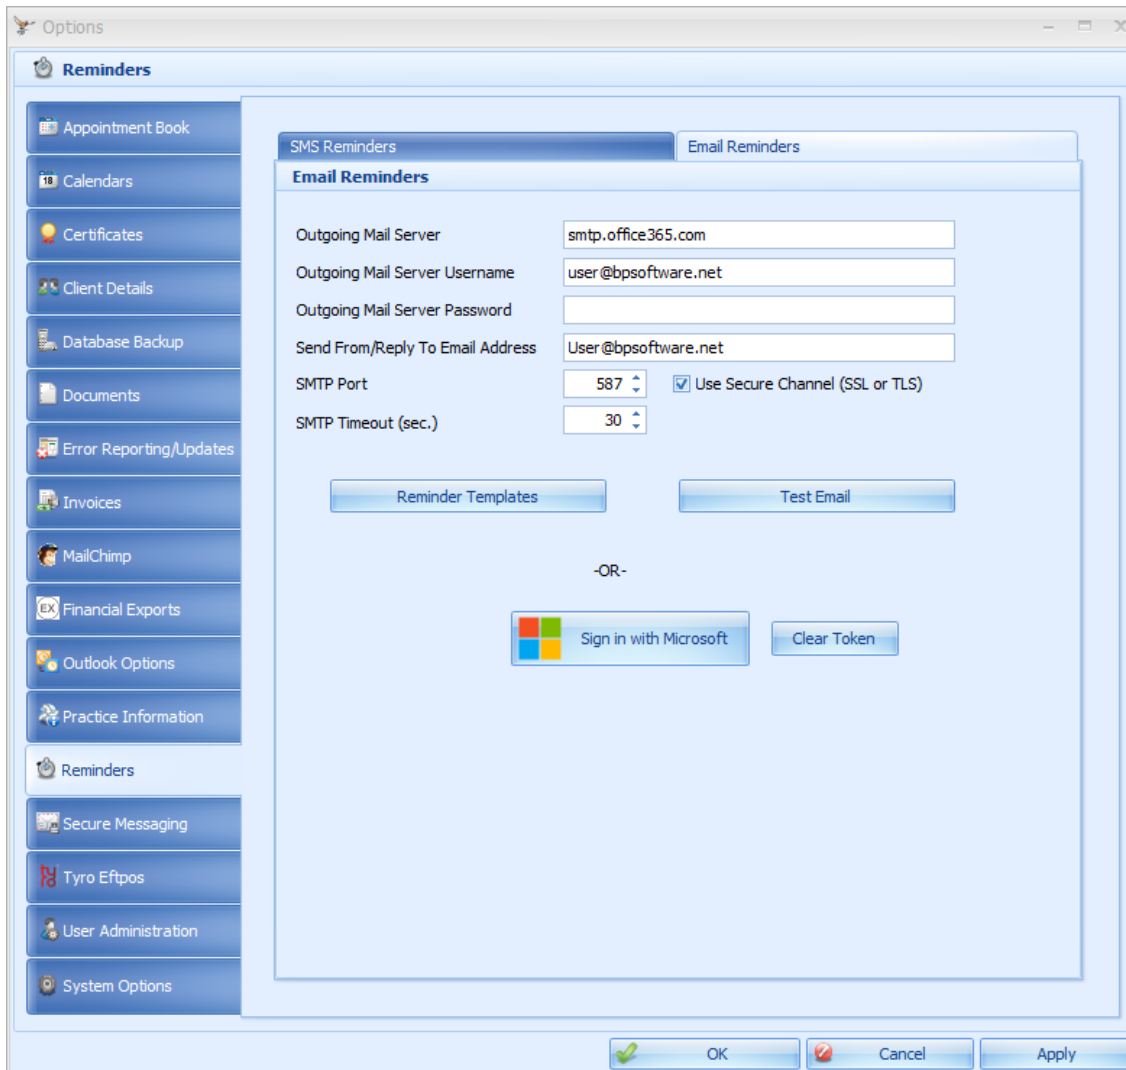 Options
Reminders
Appointment Book
18 Calendars
Certificates
Client Details
Database Backup
Documents
Error Reporting/Updates
Invoices
MailChimp
EX Financial Exports
Outlook Options
Practice Information
Reminders
Secure Messaging
Tyro Eftpos
User Administration
System Options
SMS Reminders Email Reminders
Email Reminders
Outgoing Mail Server smtp.office365.com
Outgoing Mail Server Username user@bpsoftware.net
Outgoing Mail Server Password
Send From/Reply To Email Address User@bpsoftware.net
SMTP Port 587 Use Secure Channel (SSL or TLS)
SMTP Timeout (sec.) 30
Reminder Templates Test Email
-OR-
Sign in with Microsoft Clear Token
OK Cancel Apply